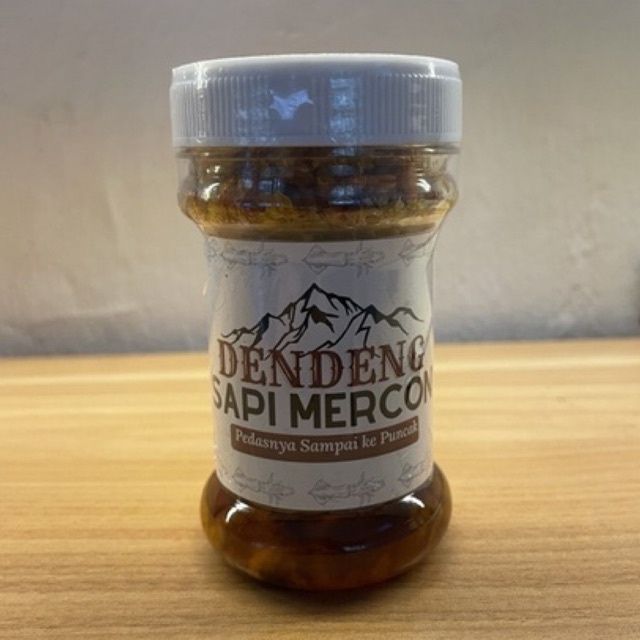 DENDENG
SAPI MERCON
Pedasnya Sampai ke Puncak